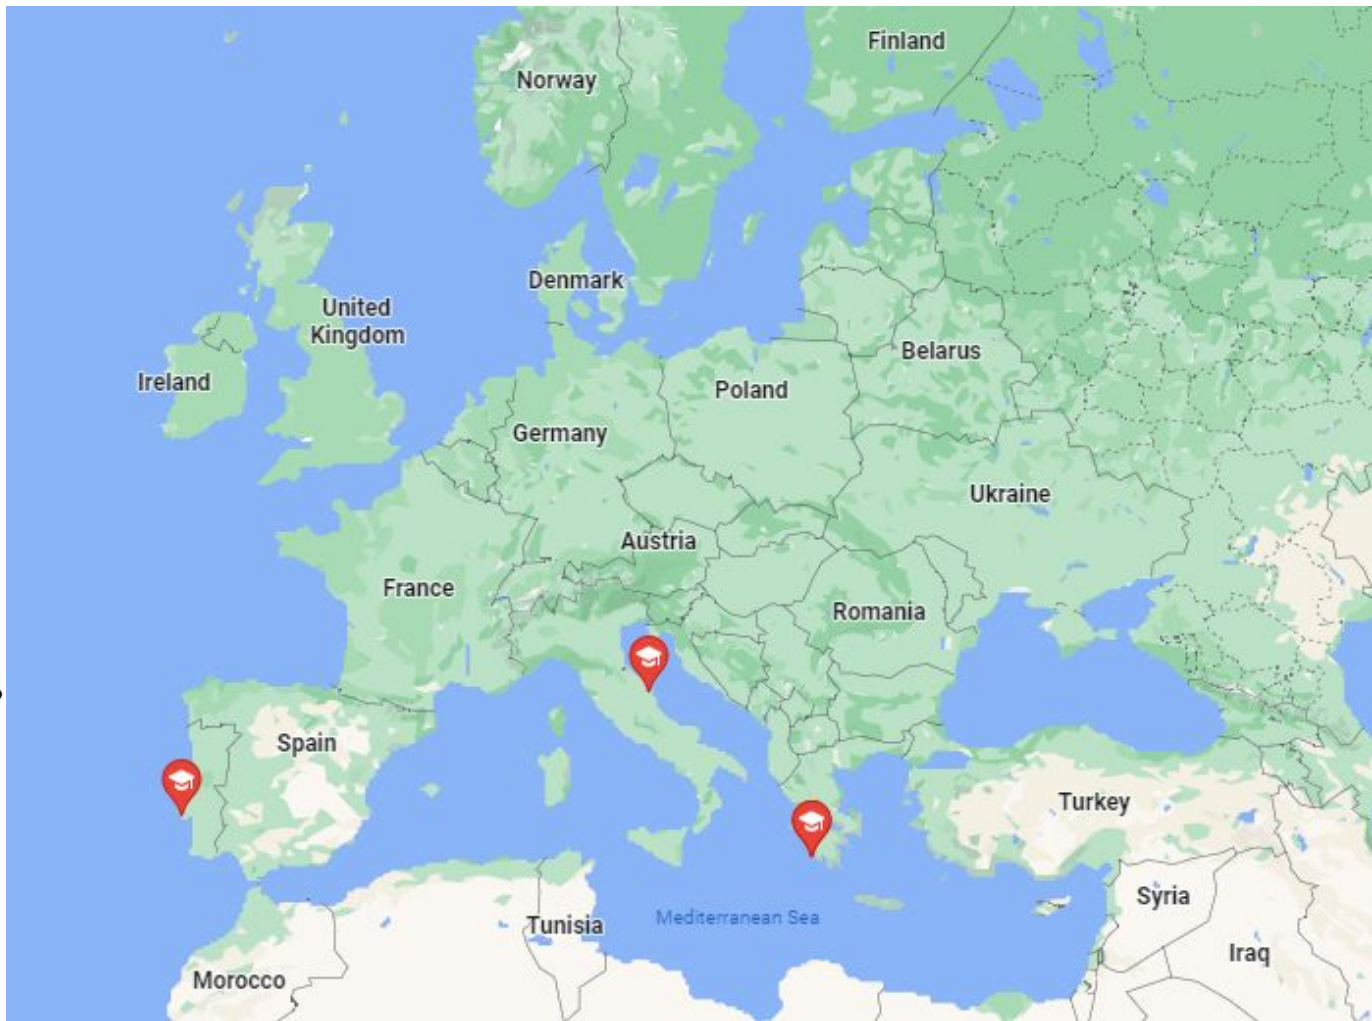 Finland
Norway
Denmark
United
Kingdom
Belarus
Ireland
Poland
Germany
Ukraine
Austria
France
Romania
Spain
Turkey
Syria
Mediterranean Sea
Tunisia
Iraq
Morocco